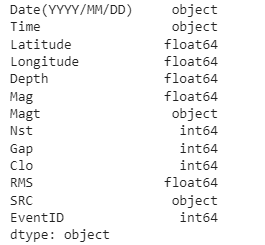 Date(YYYY/MM/DD) object
Time object
Latitude float64
Longitude float64
Depth float64
Mag float64
Magt object
Nst int64
Gap int64
Clo int64
RMS float64
SRC object
EventID int64
dtype: object